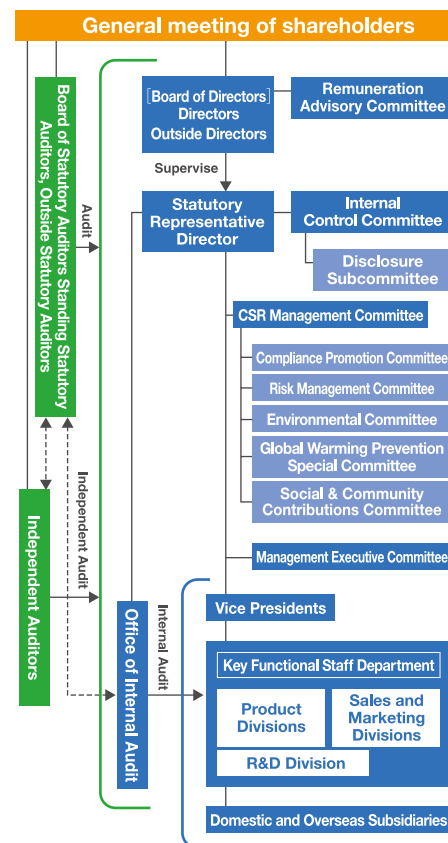 General meeting of shareholders
Board of Statutory Auditors Standing Statutory
Auditors, Outside Statutory Auditors
Audit
[Board of Directors]
Directors
Outside Directors
Remuneration
Advisory Committee
Supervise
Statutory
Representative
Director
Internal
Control Committee
Disclosure
Subcommittee
CSR Management Committee
Compliance Promotion Committee
Risk Management Committee
Environmental Committee
Global Warming Prevention
Special Committee
Social & Community
Contributions Committee
Management Executive Committee
Independent Auditors
Independent Audit
Office of Internal Audit
Internal Audit
Vice Presidents
Key Functional Staff Department
Product
Divisions
Sales and
Marketing
Divisions
R&D Division
Domestic and Overseas Subsidiaries